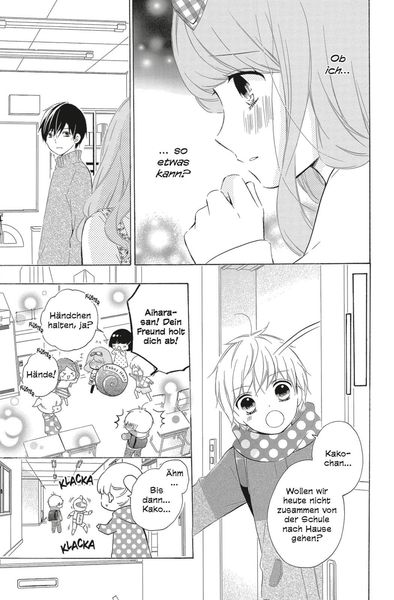 Ob
ich...
... so
etwas
kann?
Kako-
chan...
Wollen wir
heute nicht
zusammen von
der Schule
nach Hause
gehen?
Aihara-
san! Dein
Freund holt
dich ab!
Händchen
halten, ja?
Hände!
Ähm ...
Bis
dann...
Kako...
KLACKA
KLACKA